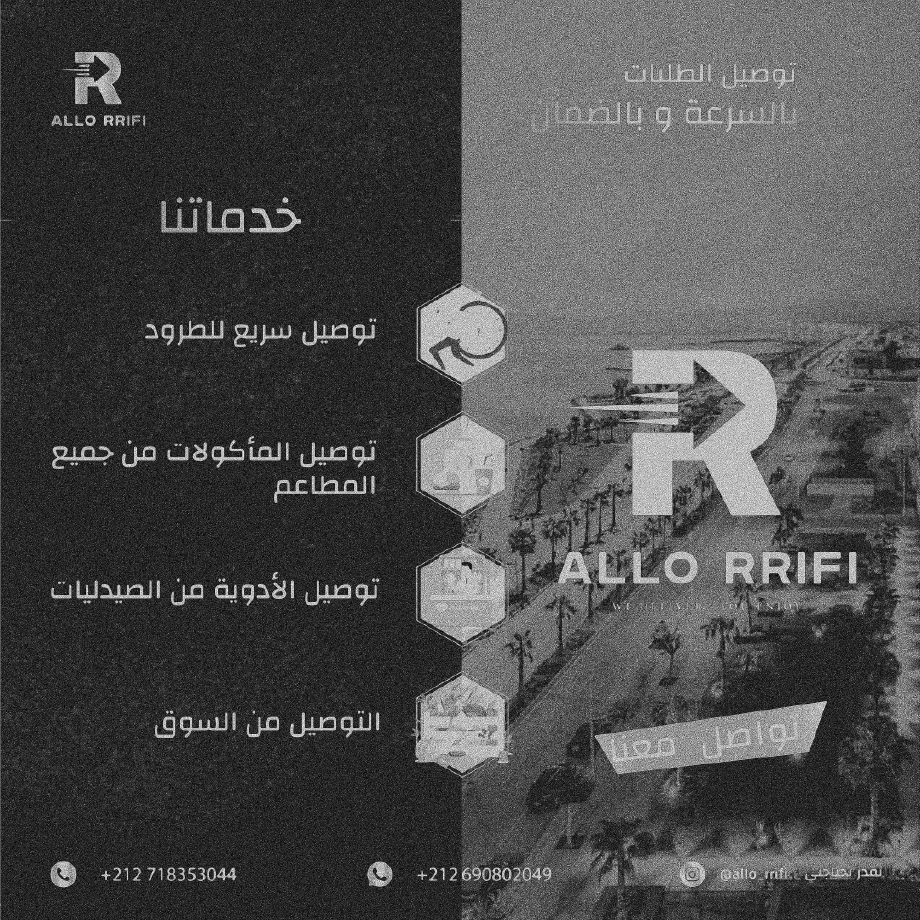 توصيل الطلبات
بالسرعة و بالضمان
ALLO RRIFI
خدماتنا
توصيل سريع للطرود
توصيل المأكولات من جميع
المطاعم
توصيل الأدوية من الصيدليات
التوصيل من السوق
ALLO RRIFI
تواصل معنا
+212 718353044
+212 690802049